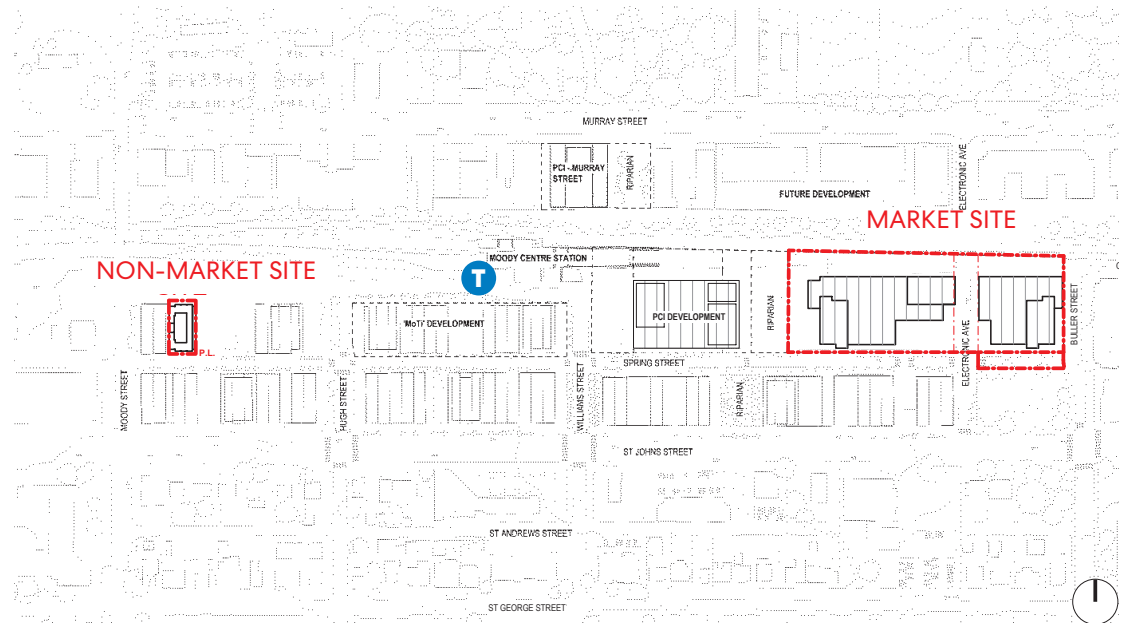 MURRAY STREET
PCI - MURRAY
STREET
RIPARIAN
FUTURE DEVELOPMENT
ELECTRONIC AVE
MARKET SITE
MOODY CENTRE STATION
NON-MARKET SITE
T
'MoTi' DEVELOPMENT
PCI DEVELOPMENT
RIPARIAN
ELECTRONIC AVE.
BULLER STREET
P.L.
SPRING STREET
MOODY STREET
HUGH STREET
WILLIAMS STREET
RIPARIAN
ST JOHNS STREET
ST ANDREWS STREET
ST GEORGE STREET